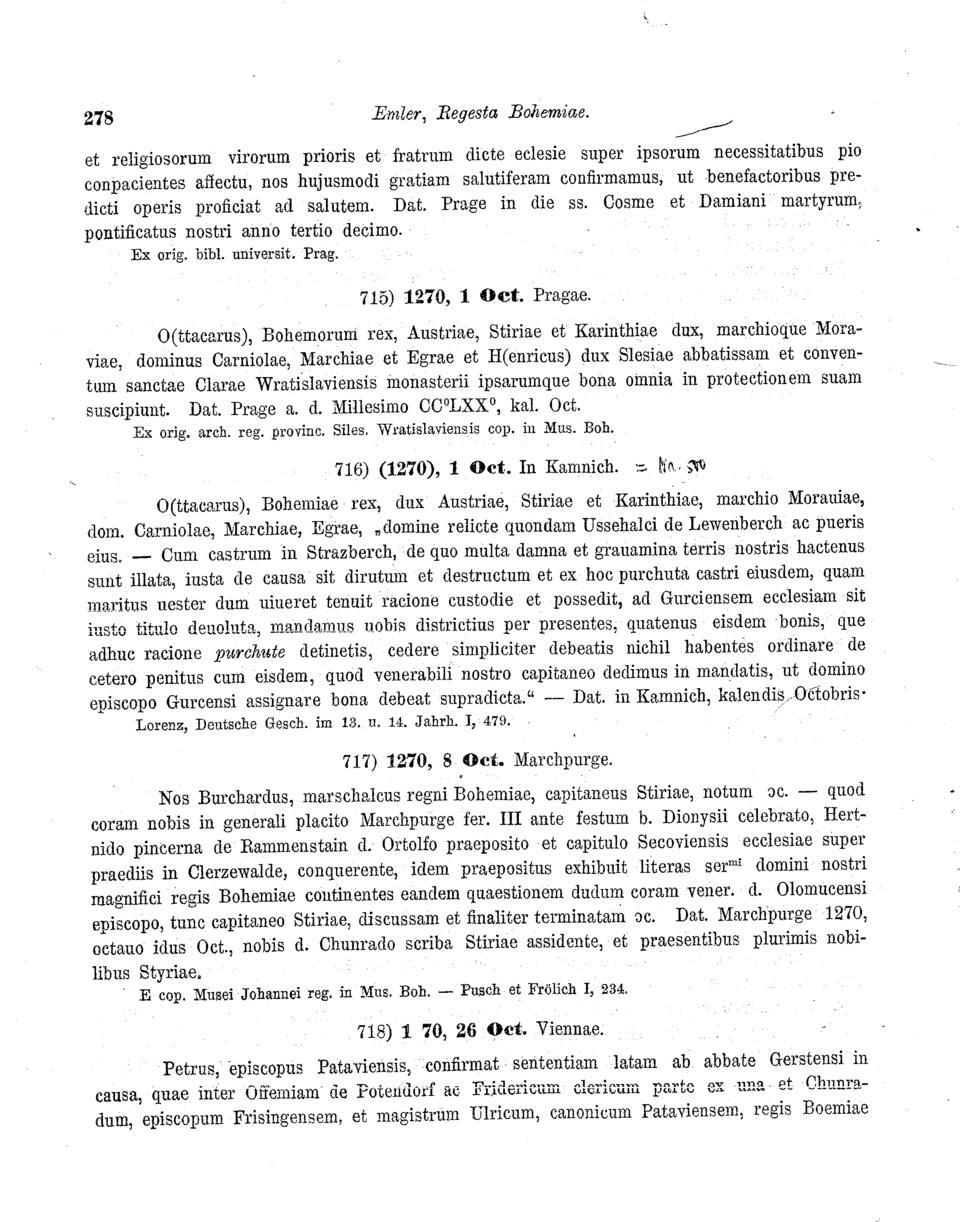 278
Emler, Regesta Bohemiae.
et religiosorum virorum prioris et fratrum dicte eclesie super ipsorum necessitatibus pio
conpacientes affectu, nos hujusmodi gratiam salutiferam confirmamus, ut benefactoribus pre-
dicti operis proficiat ad salutem. Dat. Prage in die ss. Cosme et Damiani martyrum,
pontificatus nostri anno tertio decimo.
Ex orig. bibl. universit. Prag.
715) 1270, 1 Oct. Pragae.
O(ttacarus), Bohemorum rex, Austriae, Stiriae et Karinthiae dux, marchioque Mora-
viae, dominus Carniolae, Marchiae et Egrae et H(enricus) dux Slesiae abbatissam et conven-
tum sanctae Clarae Wratislaviensis monasterii ipsarumque bona omnia in protectionem suam
suscipiunt. Dat. Prage a. d. Millesimo CC⁰LXX⁰, kal. Oct.
Ex orig. arch. reg. provinc. Siles. Wratislaviensis cop. in Mus. Boh.
716) (1270), 1 Oct. In Kamnich. = No.
O(ttacarus), Bohemiae rex, dux Austriae, Stiriae et Karinthiae, marchio Morauiae,
dom. Carniolae, Marchiae, Egrae, „domine relicte quondam Ussehalci de Lewenberch ac pueris
eius. — Cum castrum in Strazberch, de quo multa damna et grauamina terris nostris hactenus
sunt illata, iusta de causa sit dirutum et destructum et ex hoc purchuta castri eiusdem, quam
maritus uester dum uiueret tenuit racione custodie et possedit, ad Gurciensem ecclesiam sit
iusto titulo deuoluta, mandamus uobis districtius per presentes, quatenus eisdem bonis, que
adhuc racione purchute detinetis, cedere simpliciter debeatis nichil habentes ordinare de
cetero penitus cum eisdem, quod venerabili nostro capitaneo dedimus in mandatis, ut domino
episcopo Gurcensi assignare bona debeat supradicta.“ — Dat. in Kamnich, kalendis Octobris·
Lorenz, Deutsche Gesch. im 13. u. 14. Jahrh. I, 479.
717) 1270, 8 Oct. Marchpurge.
Nos Burchardus, marschalcus regni Bohemiae, capitaneus Stiriae, notum ɔc. — quod
coram nobis in generali placito Marchpurge fer. III ante festum b. Dionysii celebrato, Hert-
nido pincerna de Rammenstain d. Ortolfo praeposito et capitulo Secoviensis ecclesiae super
praediis in Clerzewalde, conquerente, idem praepositus exhibuit literas serᵐⁱ domini nostri
magnifici regis Bohemiae continentes eandem quaestionem dudum coram vener. d. Olomucensi
episcopo, tunc capitaneo Stiriae, discussam et finaliter terminatam ɔc. Dat. Marchpurge 1270,
octauo idus Oct., nobis d. Chunrado scriba Stiriae assidente, et praesentibus plurimis nobi-
libus Styriae.
E cop. Musei Johannei reg. in Mus. Boh. — Pusch et Frölich I, 234.
718) 1 70, 26 Oct. Viennae.
Petrus, episcopus Pataviensis, confirmat sententiam latam ab abbate Gerstensi in
causa, quae inter Offemiam de Potendorf ac Fridericum clericum parte ex una et Chunra-
dum, episcopum Frisingensem, et magistrum Ulricum, canonicum Pataviensem, regis Boemiae